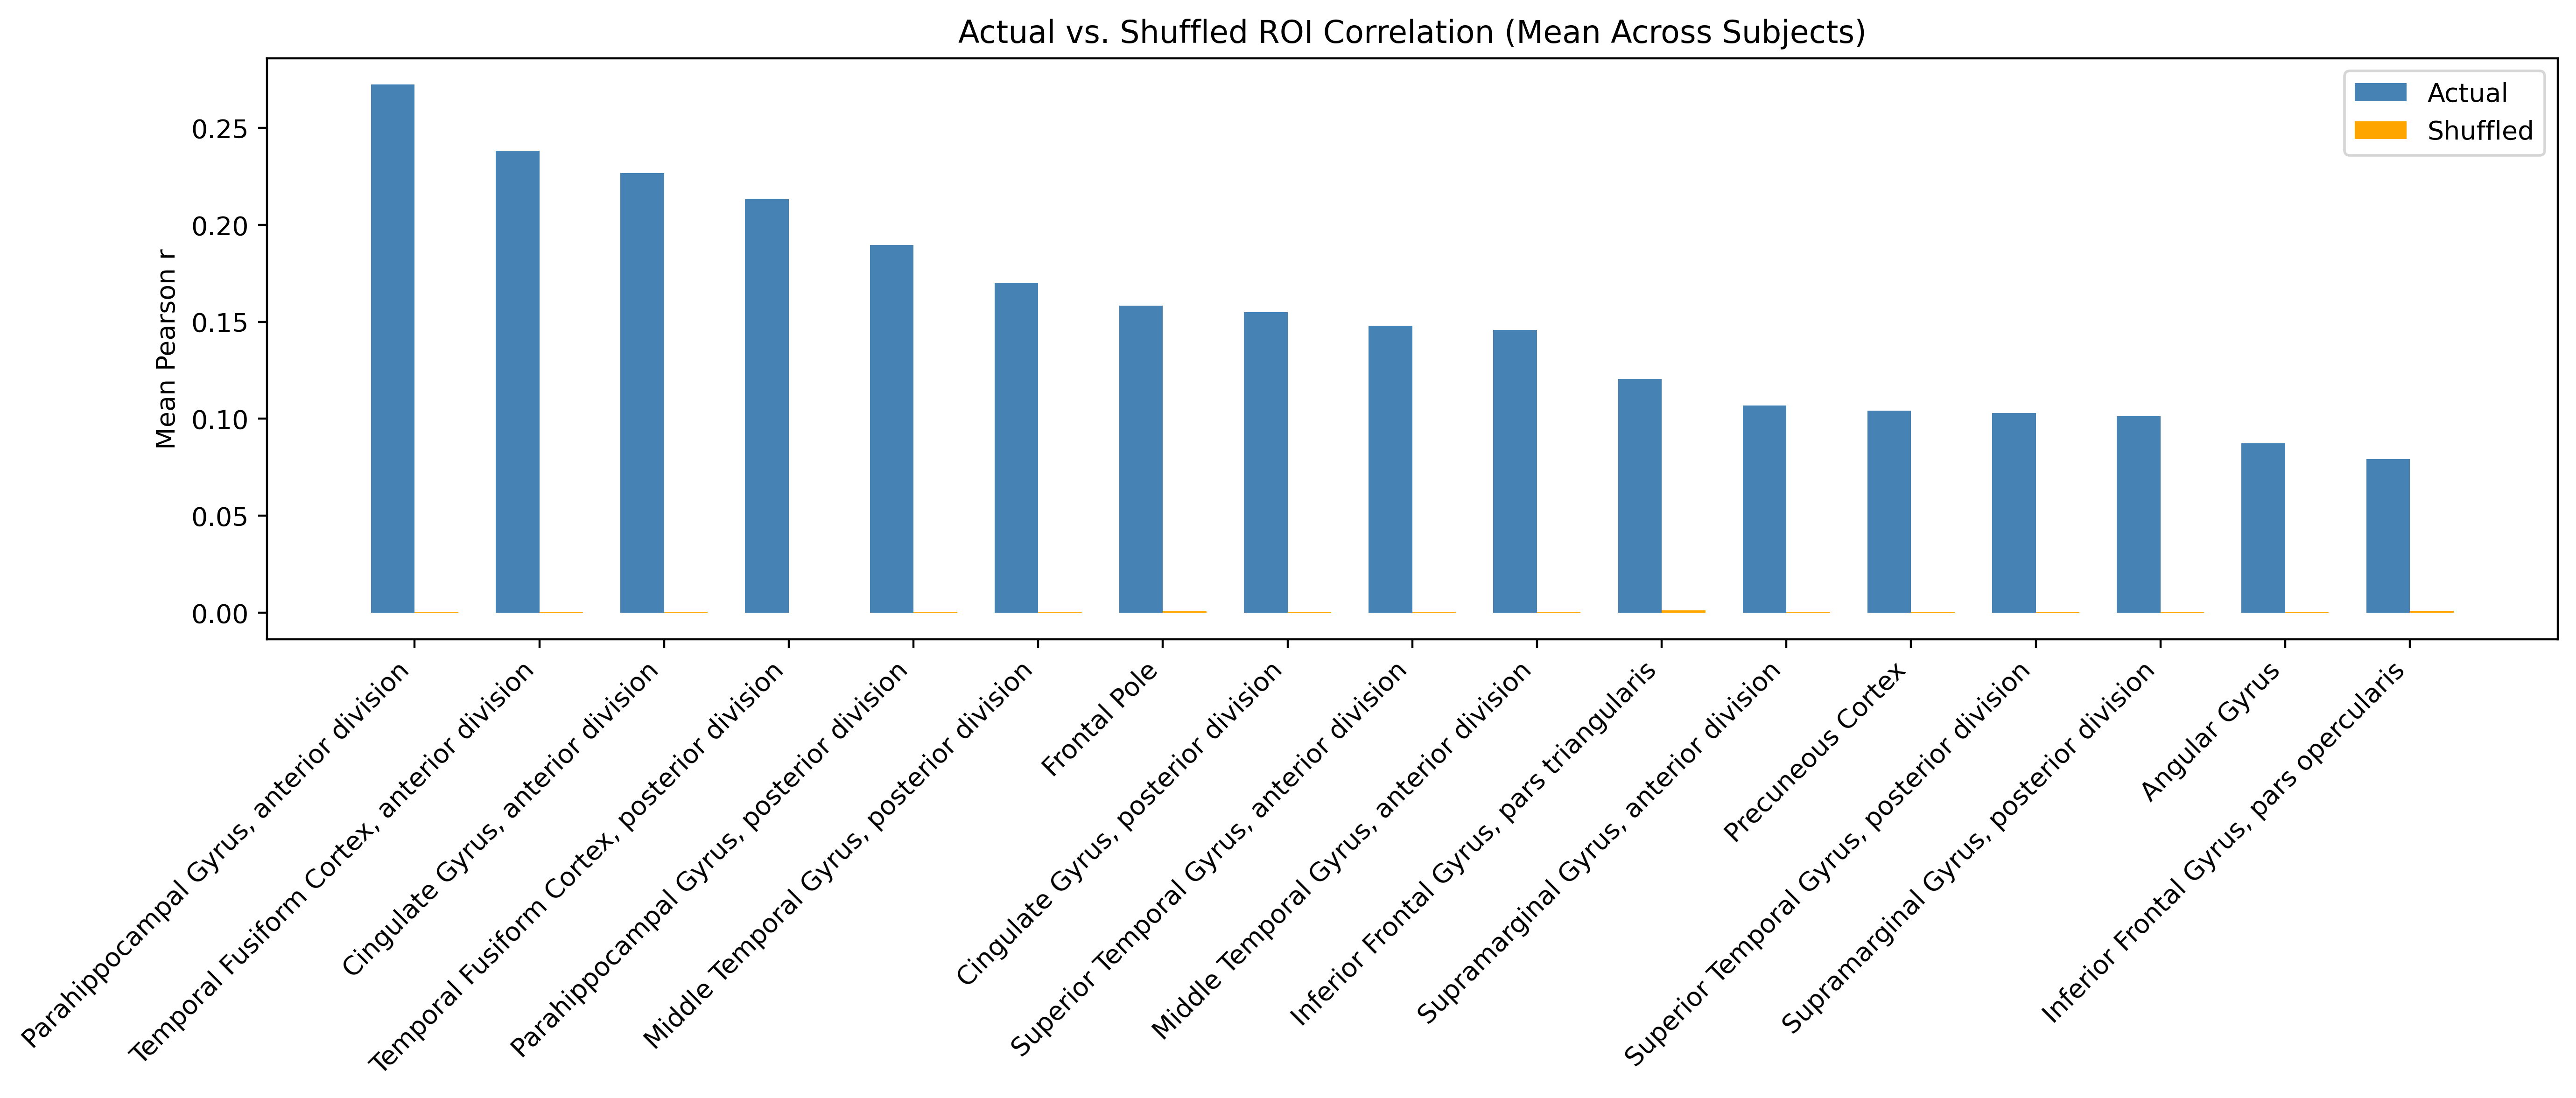 Actual vs. Shuffled ROI Correlation (Mean Across Subjects)
Actual
Shuffled
Mean Pearson r
0.25
0.20
0.15
0.10
0.05
0.00
Parahippocampal Gyrus, anterior division
Temporal Fusiform Cortex, anterior division
Cingulate Gyrus, anterior division
Temporal Fusiform Cortex, posterior division
Parahippocampal Gyrus, posterior division
Middle Temporal Gyrus, posterior division
Frontal Pole
Cingulate Gyrus, posterior division
Superior Temporal Gyrus, anterior division
Middle Temporal Gyrus, anterior division
Inferior Frontal Gyrus, pars triangularis
Supramarginal Gyrus, anterior division
Precuneous Cortex
Superior Temporal Gyrus, posterior division
Supramarginal Gyrus, posterior division
Angular Gyrus
Inferior Frontal Gyrus, pars opercularis